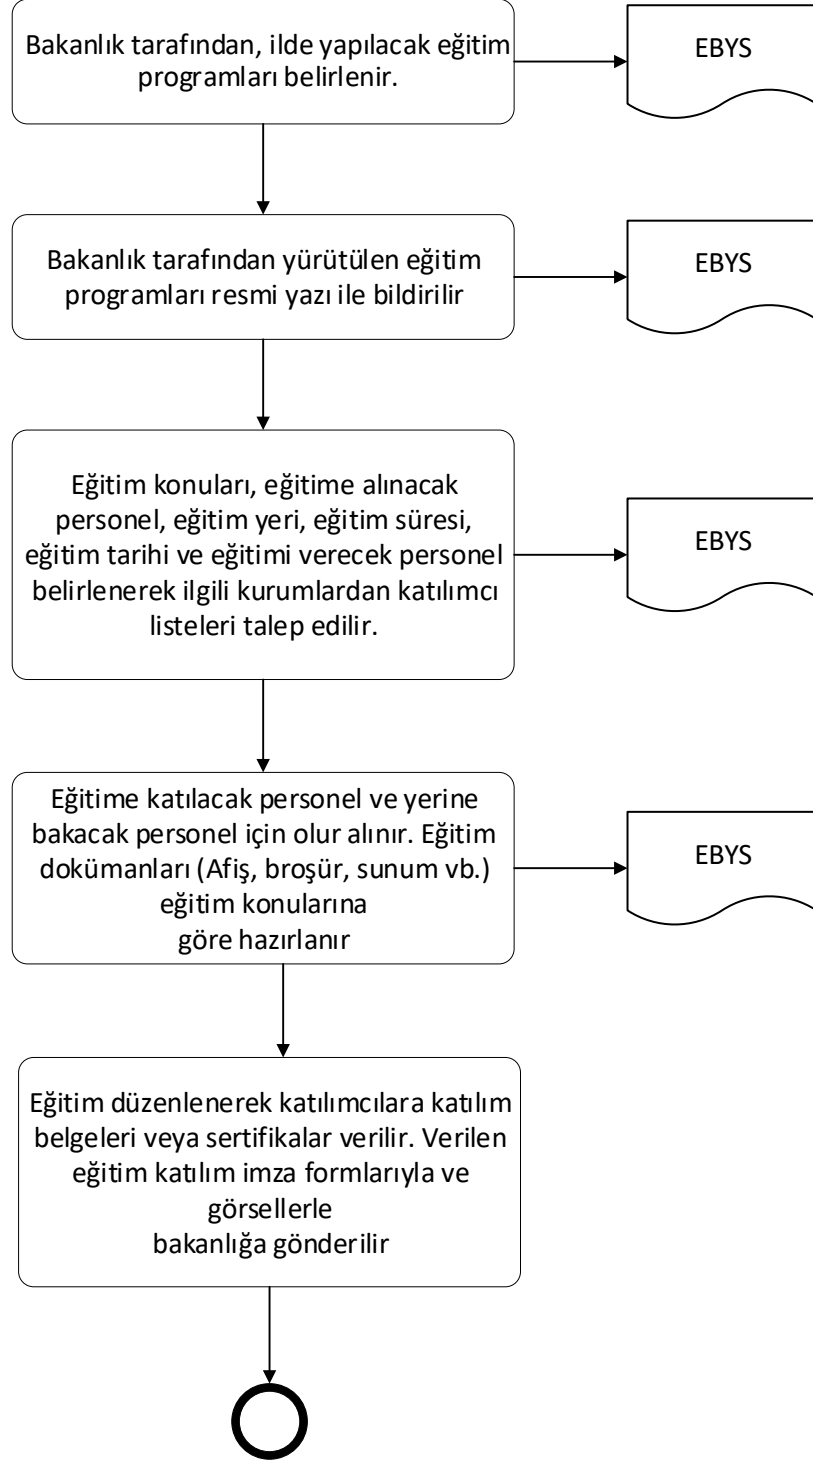 Bakanlık tarafından, ilde yapılacak eğitim
programları belirlenir.
EBYS
Bakanlık tarafından yürütülen eğitim
programları resmi yazı ile bildirilir
EBYS
Eğitim konuları, eğitime alınacak
personel, eğitim yeri, eğitim süresi,
eğitim tarihi ve eğitimi verecek personel
belirlenerek ilgili kurumlardan katılımcı
listeleri talep edilir.
EBYS
Eğitime katılacak personel ve yerine
bakacak personel için olur alınır. Eğitim
dokümanları (Afiş, broşür, sunum vb.)
eğitim konularına
göre hazırlanır
EBYS
Eğitim düzenlenerek katılımcılara katılım
belgeleri veya sertifikalar verilir. Verilen
eğitim katılım imza formlarıyla ve
görsellerle
bakanlığa gönderilir